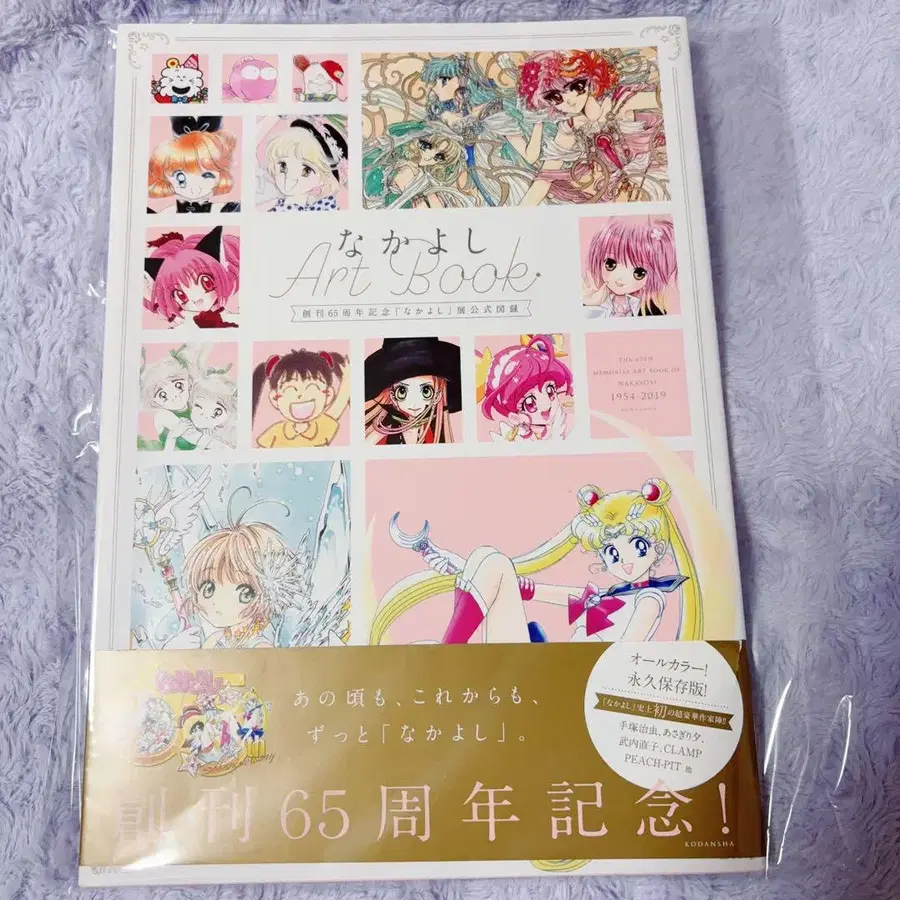 なかよし
Art Book
創刊65周年記念「なかよし」展公式図録
THE 65TH
MEMORIAL ART BOOK OF
NAKAYOSHI
1954-2019
あの頃も、これからも、
ずっと「なかよし」。
オールカラー!
永久保存版!
「なかよし」史上初の超豪華作家陣!!
手塚治虫、あさぎり夕、
武内直子、CLAMP、
PEACH-PIT 他
創刊65周年記念!
KODANSHA